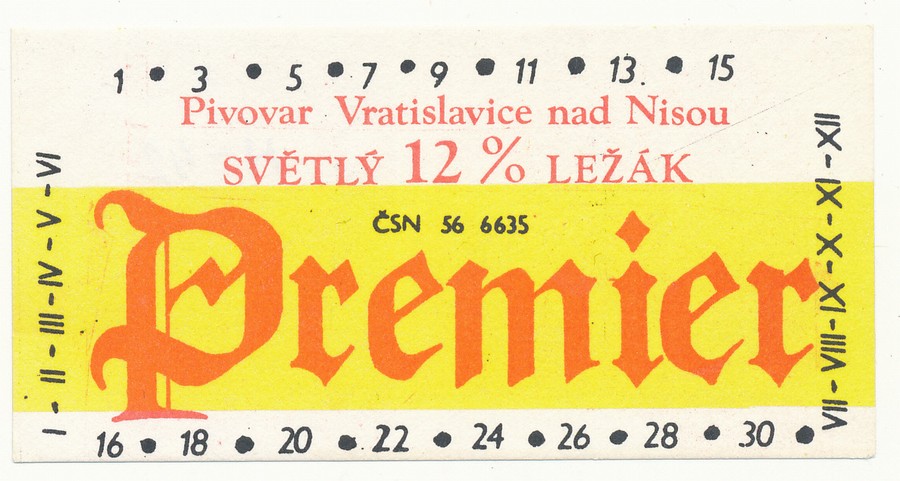 1 • 3 • 5 • 7 • 9 • 11 • 13. • 15
Pivovar Vratislavice nad Nisou
SVĚTLÝ 12 % LEŽÁK
ČSN 56 6635
Premier
I - II - III - IV - V - VI
VII - VIII - IX - X - XI - XII
16 • 18 • 20 • 22 • 24 • 26 • 28 • 30 •